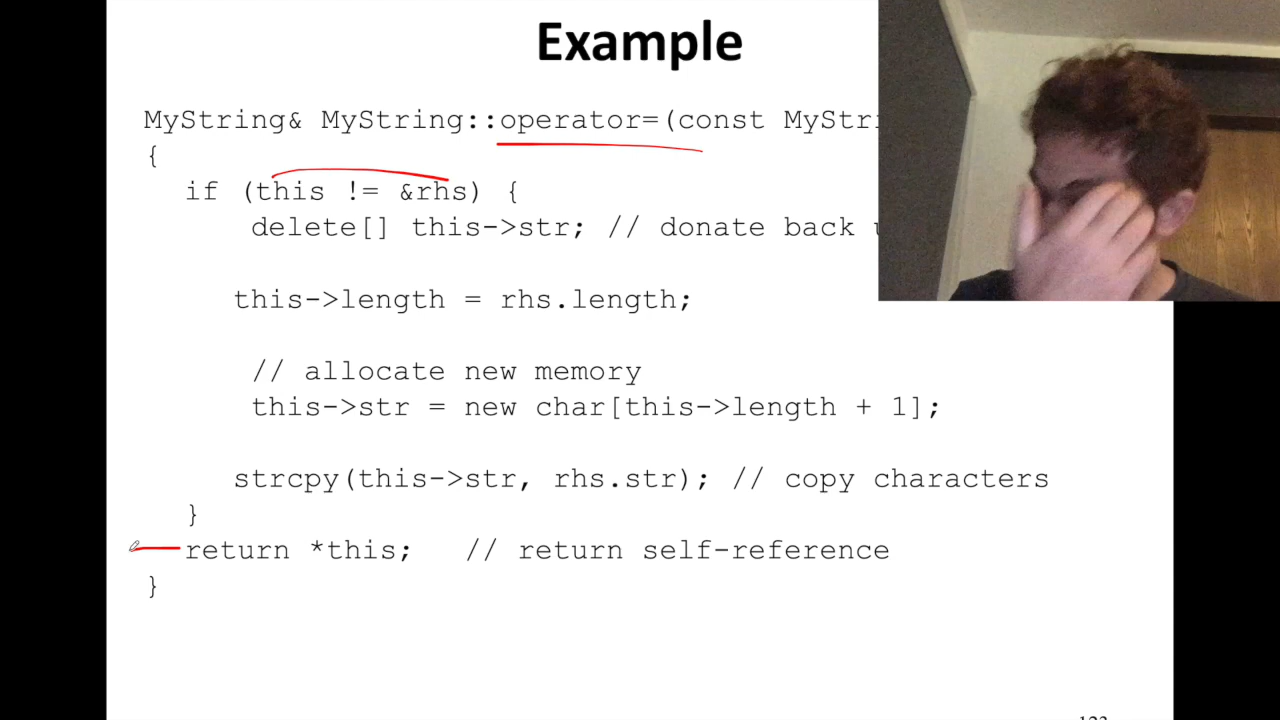 Example
MyString& MyString::operator=(const
{
if (this != &rhs) {
delete[] this->str; // donate back
this->length = rhs.length;
// allocate new memory
this->str = new char[this->length + 1];
strcpy(this->str, rhs.str); // copy characters
}
return *this; // return self-reference
}